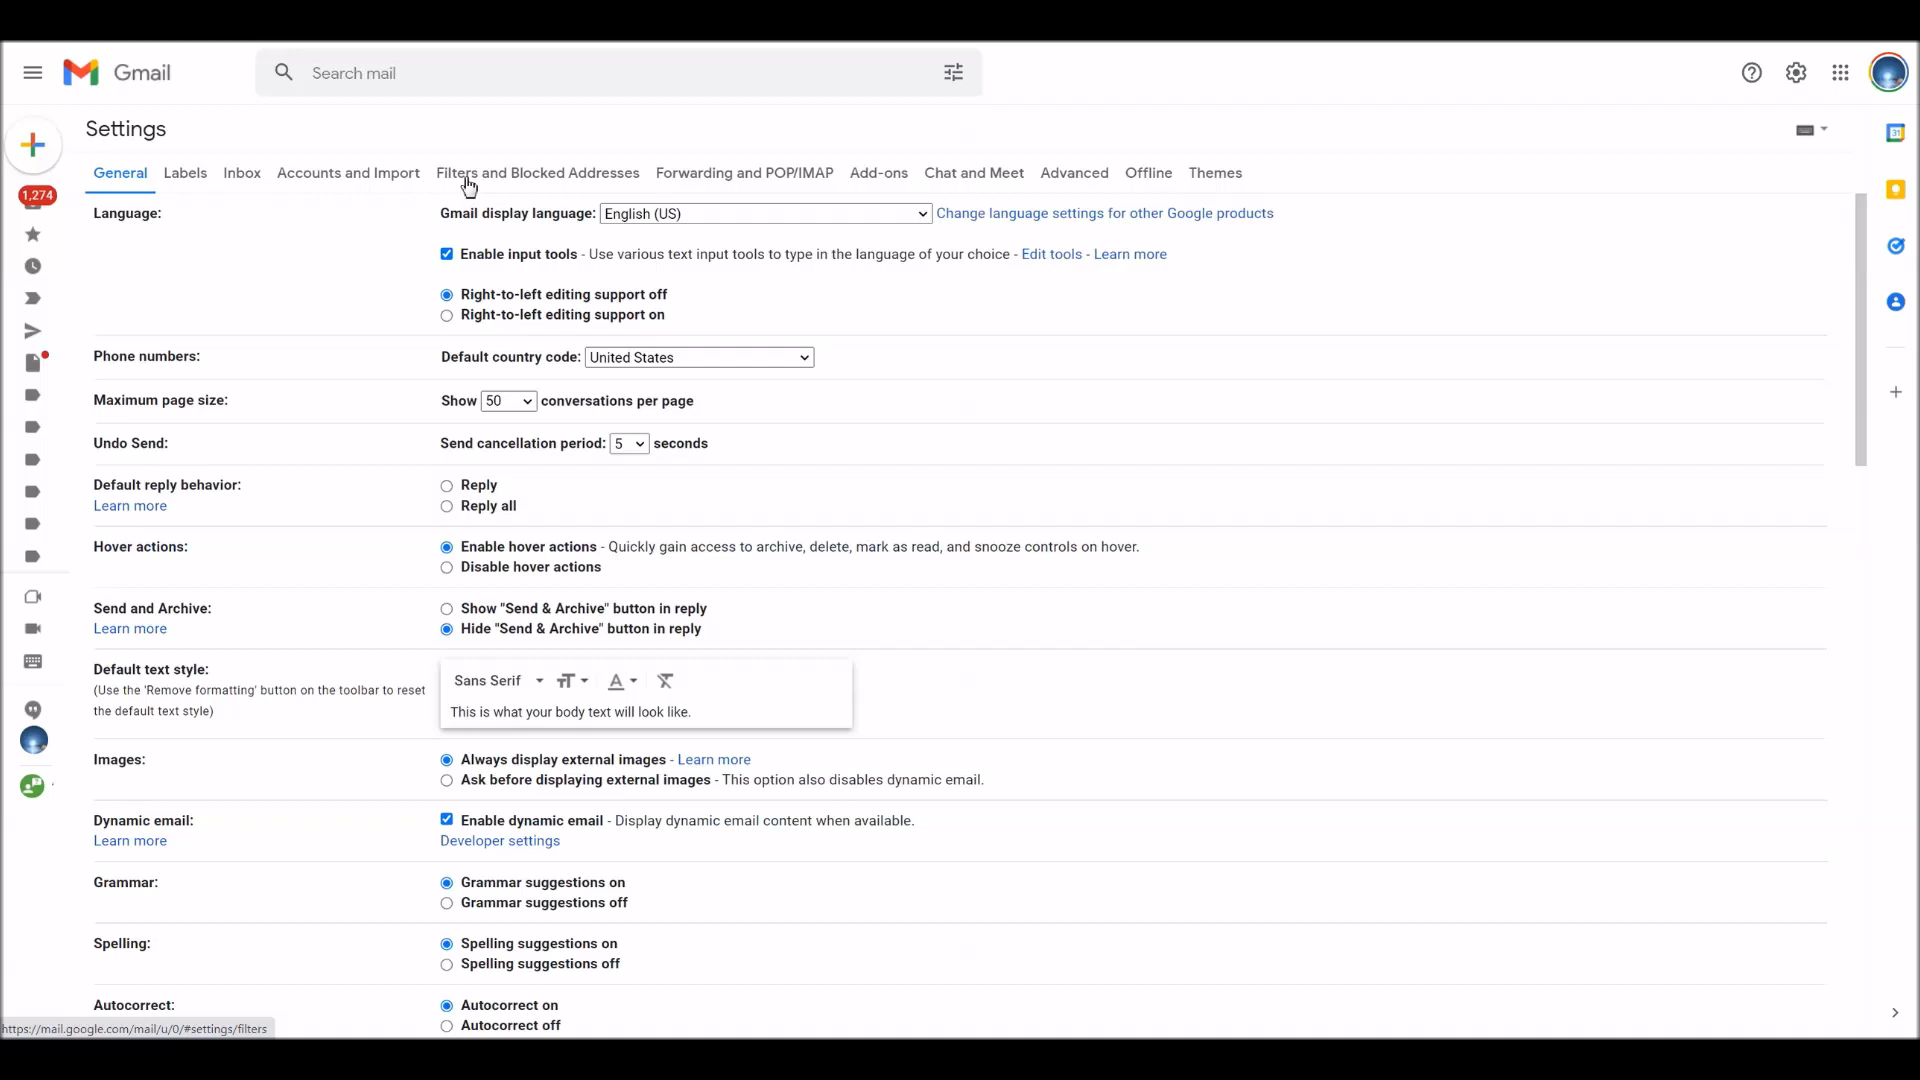 Gmail
Search mail
Settings
1,274
General Labels Inbox Accounts and Import Filters and Blocked Addresses Forwarding and POP/IMAP Add-ons Chat and Meet Advanced Offline Themes
Language: Gmail display language: English (US) Change language settings for other Google products
Enable input tools - Use various text input tools to type in the language of your choice - Edit tools - Learn more
Right-to-left editing support off
Right-to-left editing support on
Phone numbers: Default country code: United States
Maximum page size: Show 50 conversations per page
Undo Send: Send cancellation period: 5 seconds
Default reply behavior: Reply
Learn more Reply all
Hover actions: Enable hover actions - Quickly gain access to archive, delete, mark as read, and snooze controls on hover.
Disable hover actions
Send and Archive: Show "Send & Archive" button in reply
Learn more Hide "Send & Archive" button in reply
Default text style:
(Use the 'Remove formatting' button on the toolbar to reset
the default text style)
Sans Serif
This is what your body text will look like.
Images: Always display external images - Learn more
Ask before displaying external images - This option also disables dynamic email.
Dynamic email: Enable dynamic email - Display dynamic email content when available.
Learn more Developer settings
Grammar: Grammar suggestions on
Grammar suggestions off
Spelling: Spelling suggestions on
Spelling suggestions off
Autocorrect: Autocorrect on
Autocorrect off
https://mail.google.com/mail/u/0/#settings/filters
31